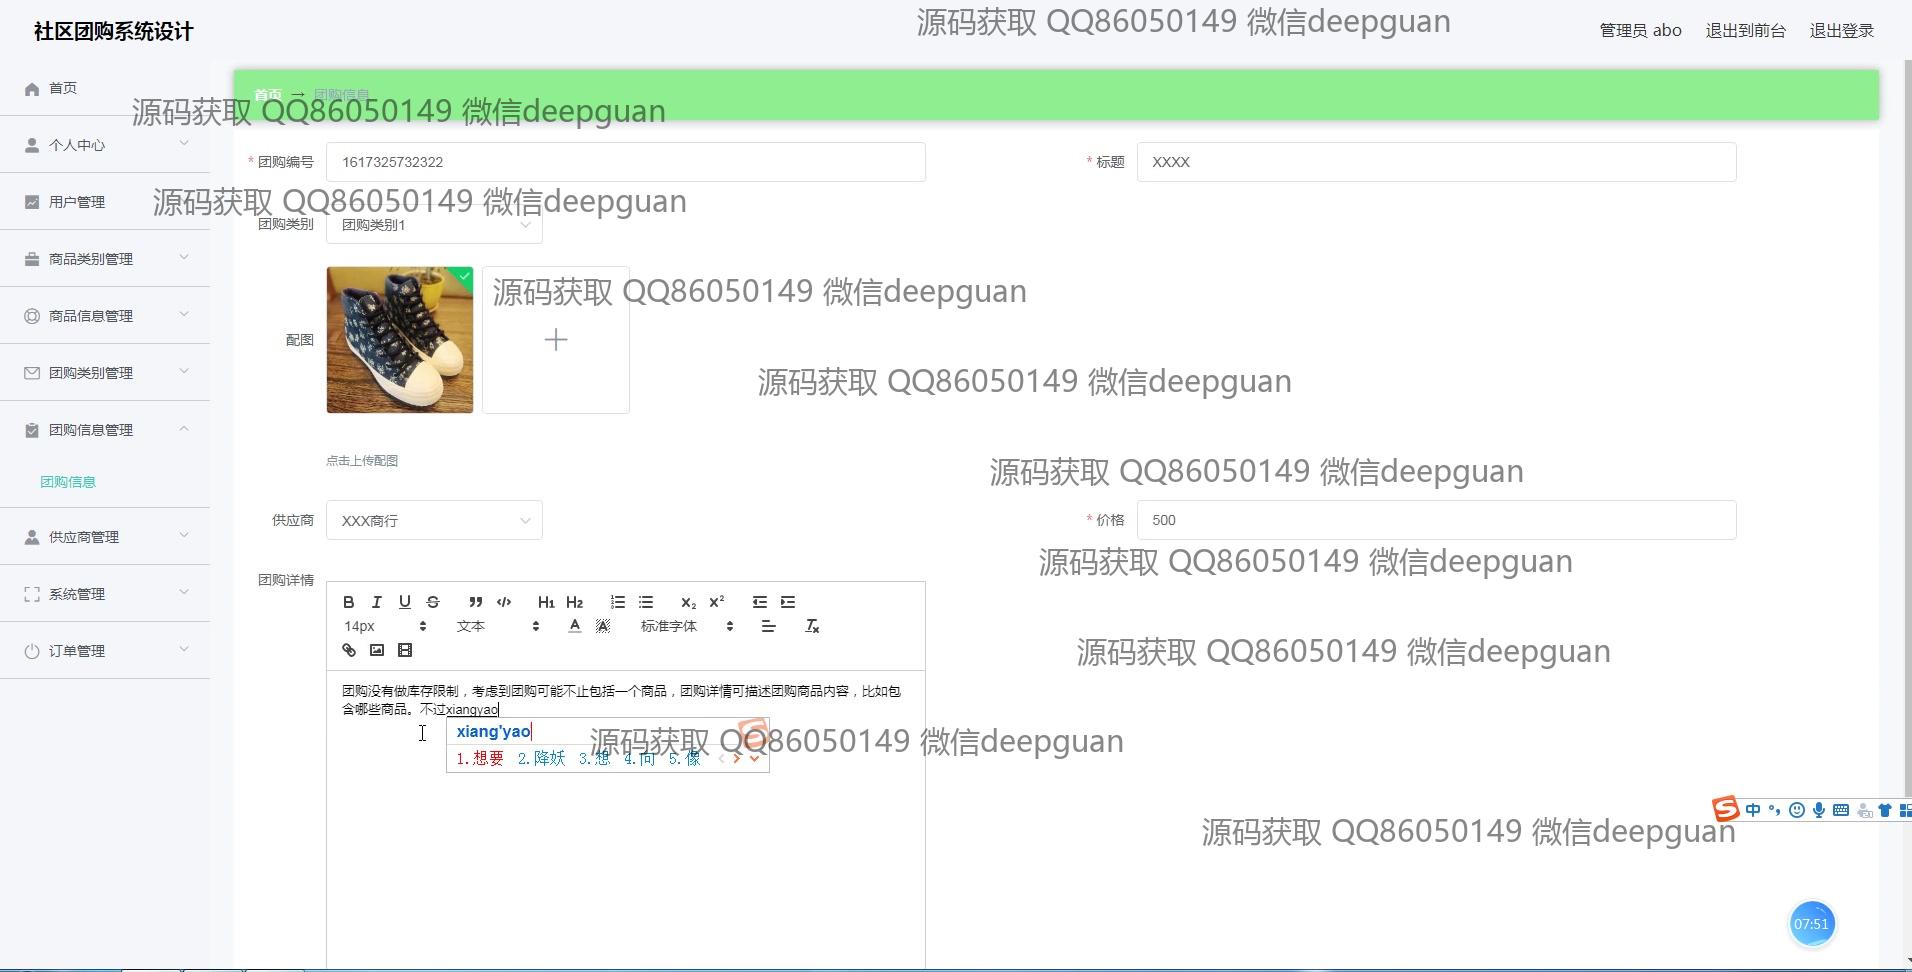 社区团购系统设计
源码获取 QQ86050149 微信deepguan
管理员 abo 退出到前台 退出登录
首页
首页 → 团购信息
源码获取 QQ86050149 微信deepguan
个人中心
* 团购编号 1617325732322
* 标题 XXXX
用户管理
源码获取 QQ86050149 微信deepguan
团购类别 团购类别1
商品类别管理
源码获取 QQ86050149 微信deepguan
商品信息管理
配图
团购类别管理
源码获取 QQ86050149 微信deepguan
团购信息管理
点击上传配图
源码获取 QQ86050149 微信deepguan
团购信息
供应商 XXX商行
* 价格 500
供应商管理
源码获取 QQ86050149 微信deepguan
团购详情
系统管理
B I U S H1 H2 X2 X2
14px 文本 A A 标准字体 Tx
订单管理
源码获取 QQ86050149 微信deepguan
团购没有做库存限制，考虑到团购可能不止包括一个商品，团购详情可描述团购商品内容，比如包
含哪些商品。不过xiangyao
xiang'yao
源码获取 QQ86050149 微信deepguan
1.想要 2.降妖 3.想 4.向 5.像
中
源码获取 QQ86050149 微信deepguan
07:51